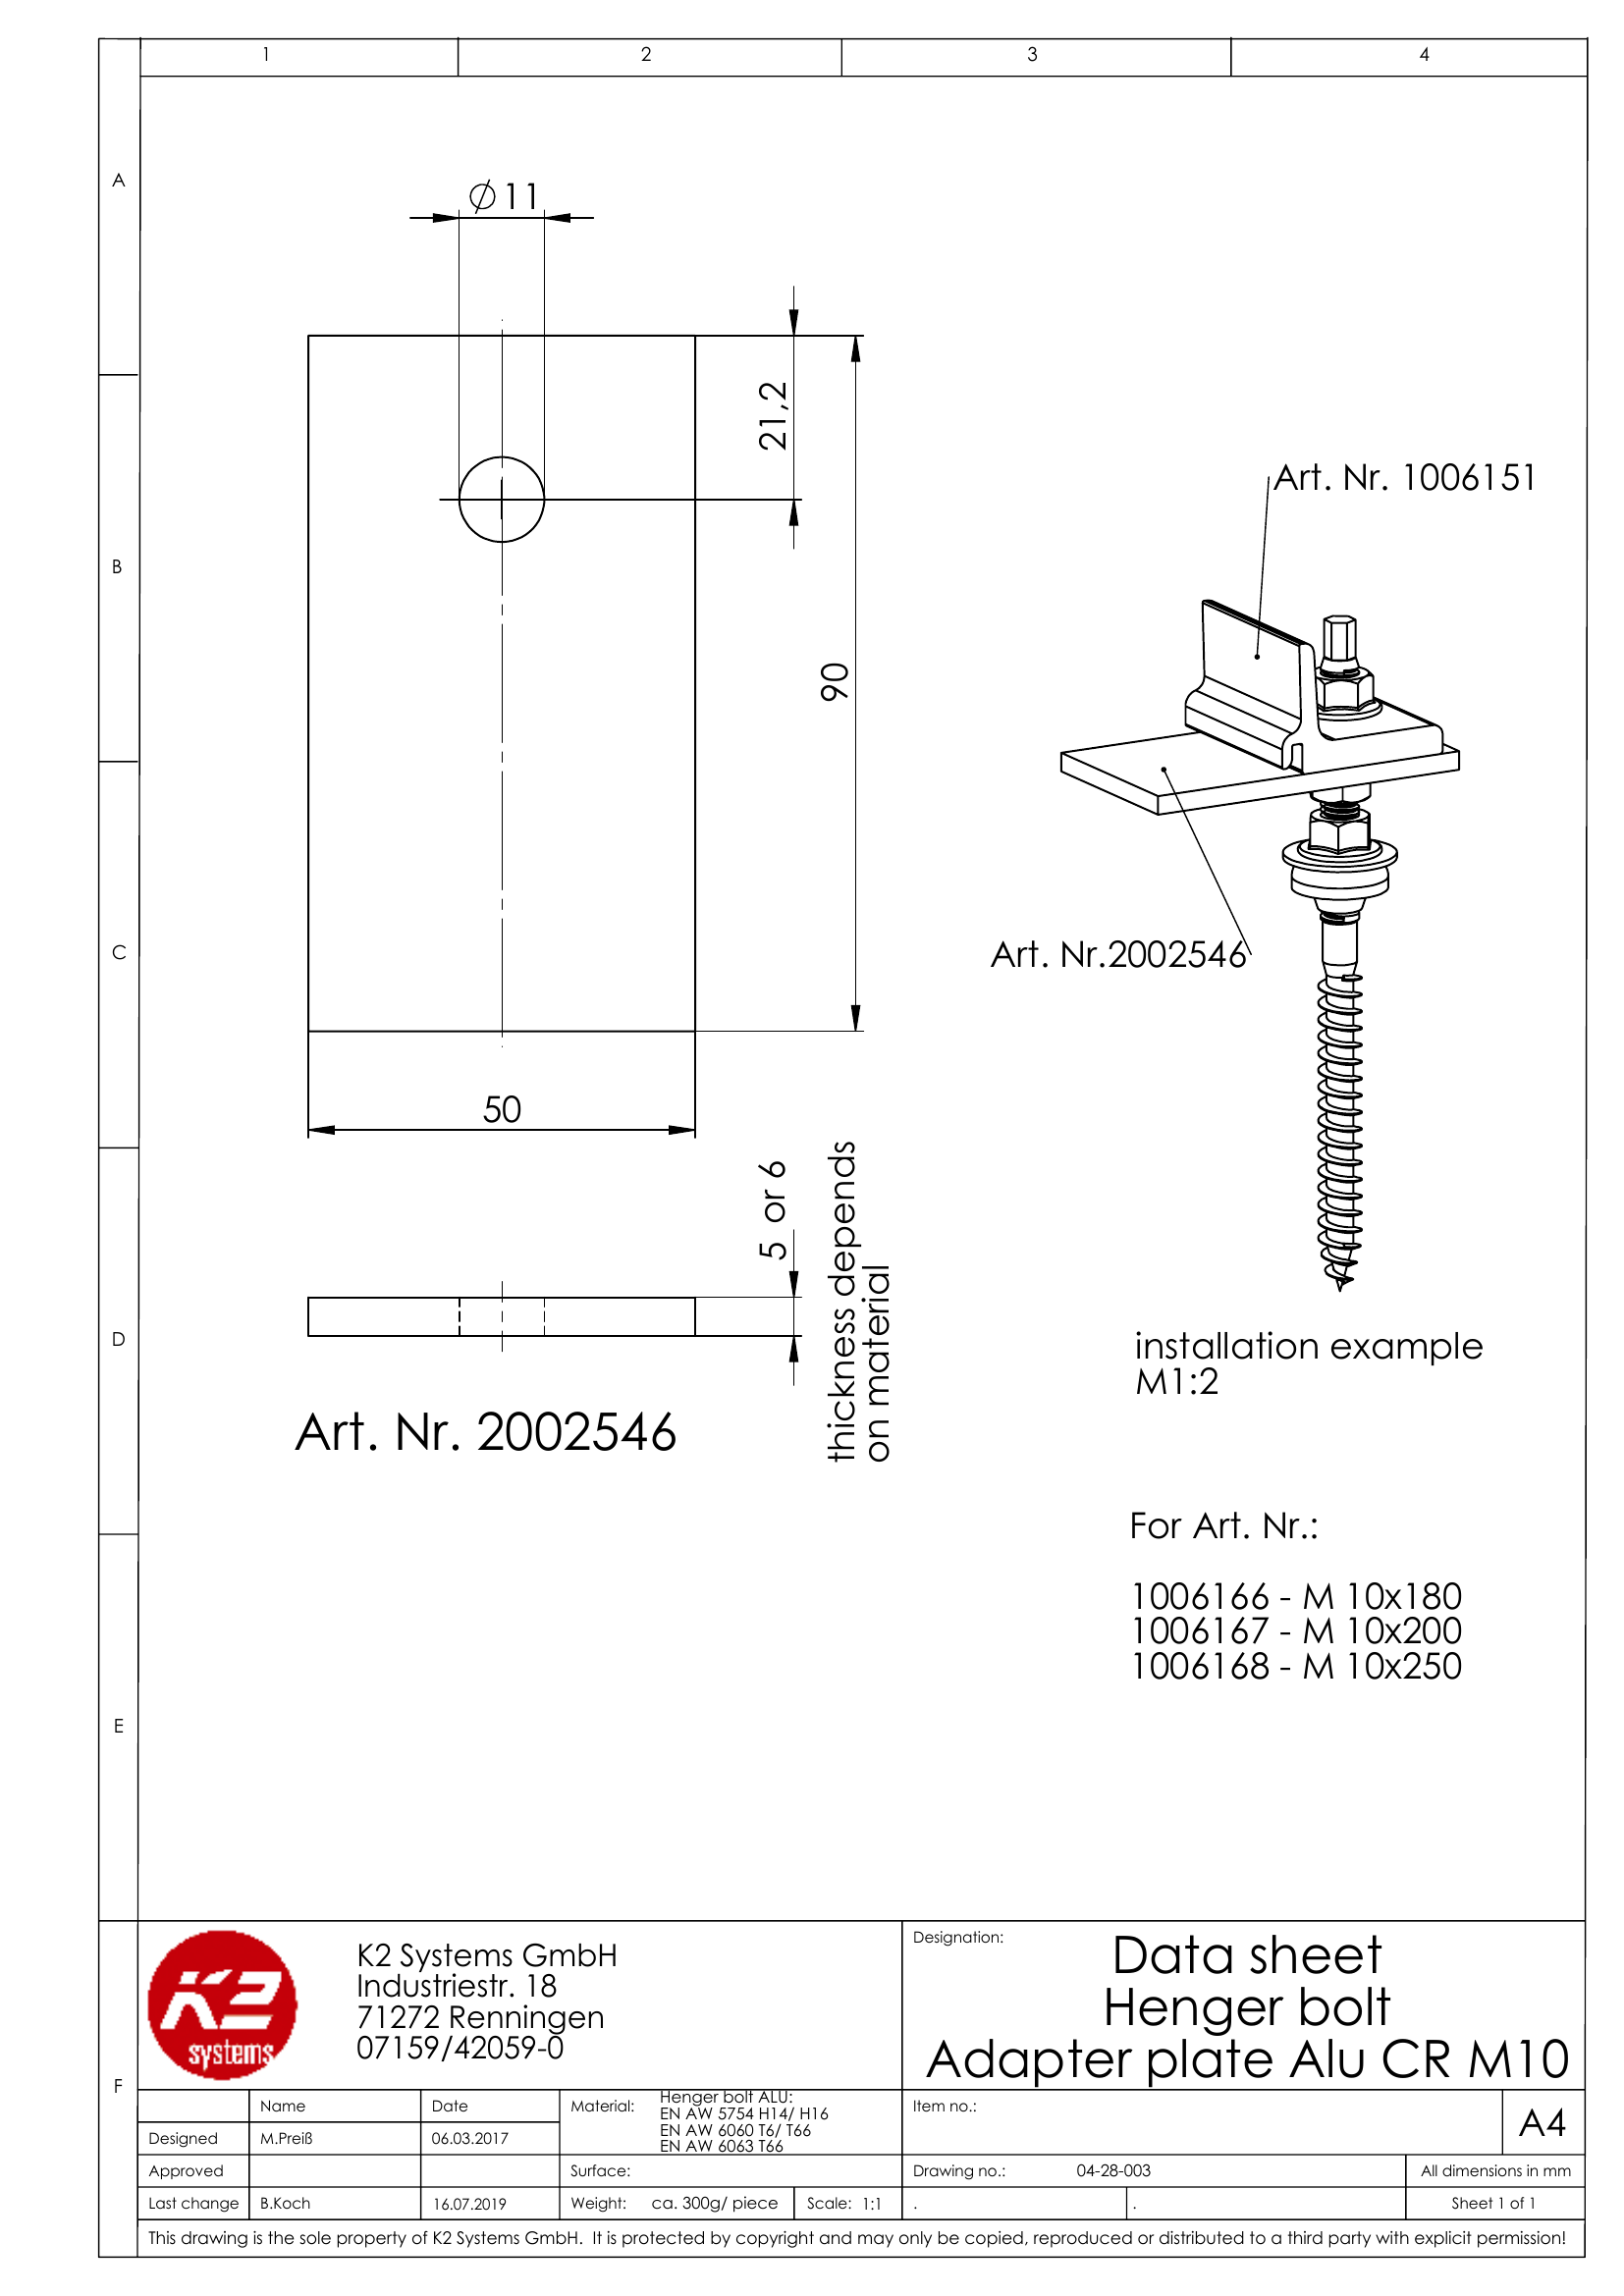 1
2
3
4
A
B
C
D
E
F
∅11
21,2
90
50
5 or 6
thickness depends
on material
Art. Nr. 2002546
Art. Nr. 1006151
Art. Nr.2002546
installation example
M1:2
For Art. Nr.:
1006166 - M 10x180
1006167 - M 10x200
1006168 - M 10x250
K2
systems
K2 Systems GmbH
Industriestr. 18
71272 Renningen
07159/42059-0
Designation:
Data sheet
Henger bolt
Adapter plate Alu CR M10
Name
Date
Designed
M.Preiß
06.03.2017
Approved
Last change
B.Koch
16.07.2019
Material:
Henger bolt ALU:
EN AW 5754 H14/ H16
EN AW 6060 T6/ T66
EN AW 6063 T66
Surface:
Weight: ca. 300g/ piece
Scale: 1:1
Item no.:
A4
Drawing no.: 04-28-003
All dimensions in mm
.
.
Sheet 1 of 1
This drawing is the sole property of K2 Systems GmbH. It is protected by copyright and may only be copied, reproduced or distributed to a third party with explicit permission!